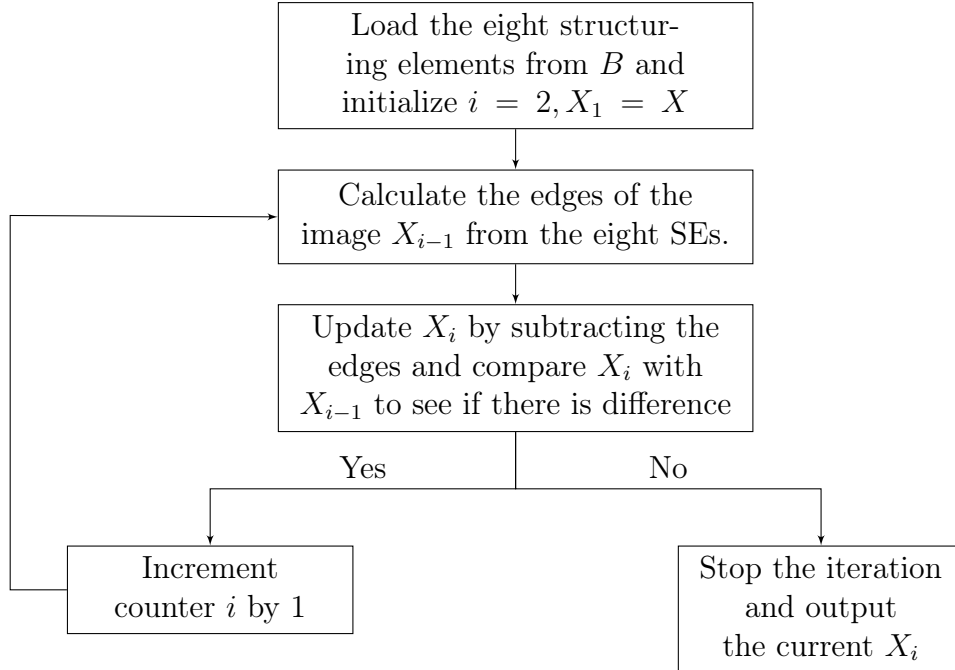 Load the eight structur-
ing elements from B and
initialize i = 2, X₁ = X
Calculate the edges of the
image Xᵢ₋₁ from the eight SEs.
Update Xᵢ by subtracting the
edges and compare Xᵢ with
Xᵢ₋₁ to see if there is difference
Yes
No
Increment
counter i by 1
Stop the iteration
and output
the current Xᵢ